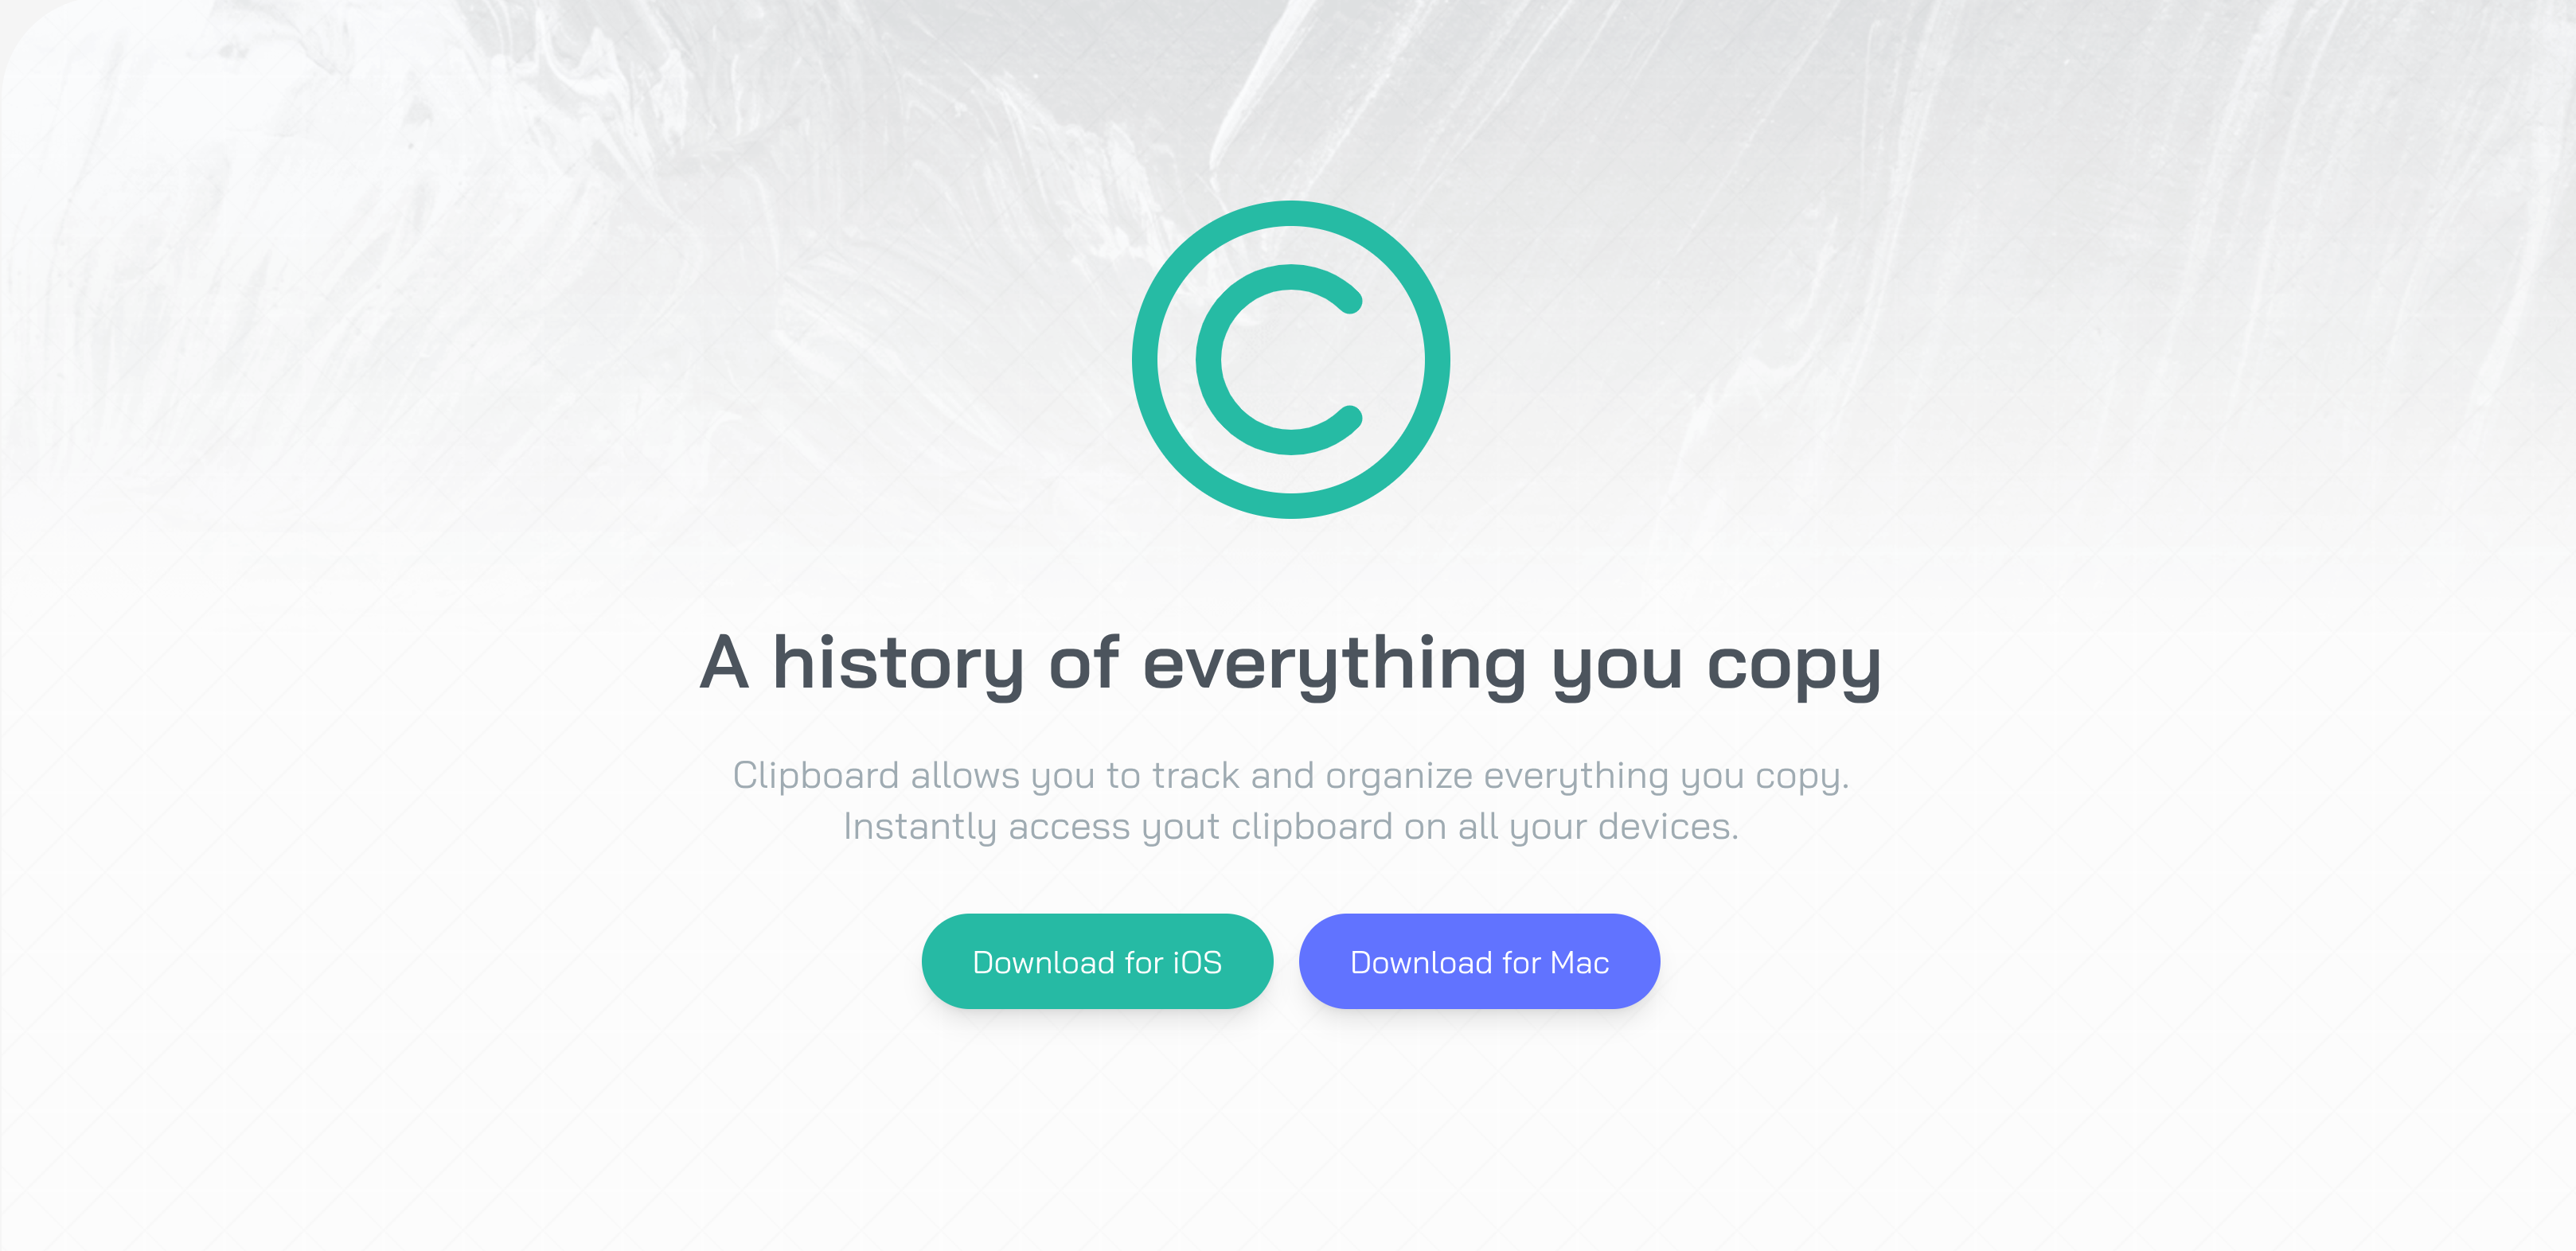 ©
A history of everything you copy
Clipboard allows you to track and organize everything you copy.
Instantly access yout clipboard on all your devices.
Download for iOS
Download for Mac